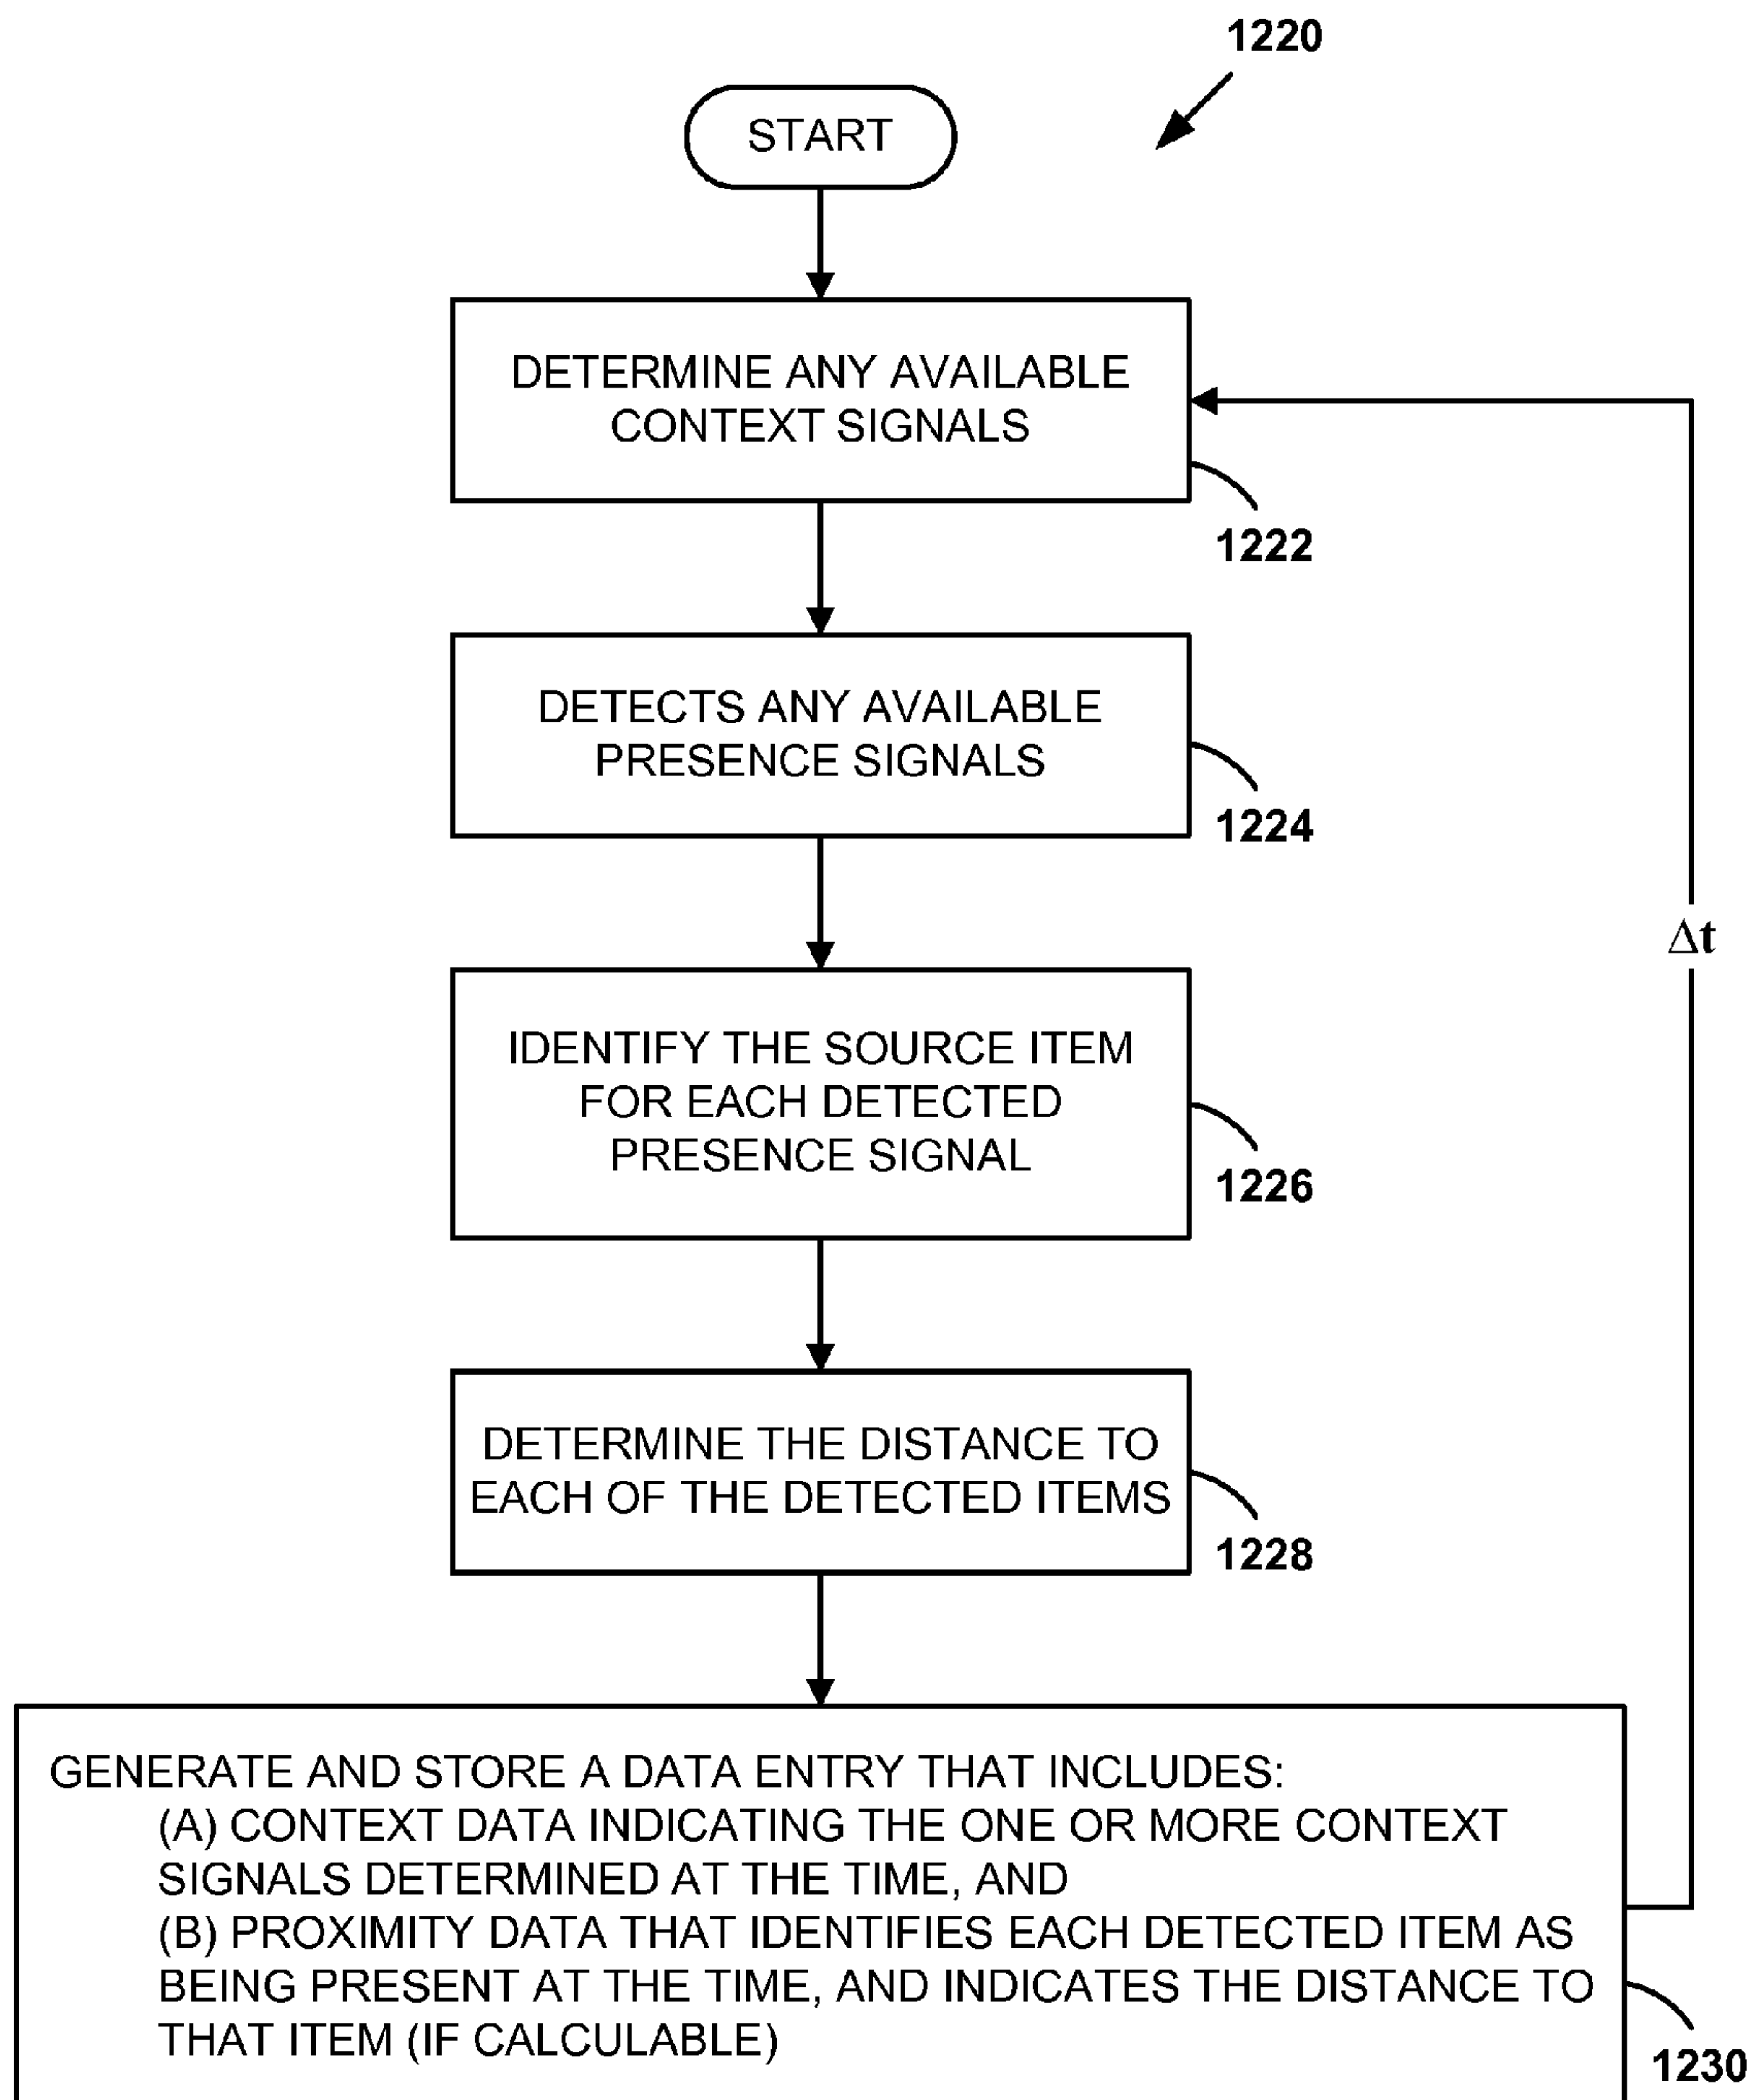 1220
START
DETERMINE ANY AVAILABLE
CONTEXT SIGNALS
1222
DETECTS ANY AVAILABLE
PRESENCE SIGNALS
1224
Δt
IDENTIFY THE SOURCE ITEM
FOR EACH DETECTED
PRESENCE SIGNAL
1226
DETERMINE THE DISTANCE TO
EACH OF THE DETECTED ITEMS
1228
GENERATE AND STORE A DATA ENTRY THAT INCLUDES:
(A) CONTEXT DATA INDICATING THE ONE OR MORE CONTEXT
SIGNALS DETERMINED AT THE TIME, AND
(B) PROXIMITY DATA THAT IDENTIFIES EACH DETECTED ITEM AS
BEING PRESENT AT THE TIME, AND INDICATES THE DISTANCE TO
THAT ITEM (IF CALCULABLE)
1230